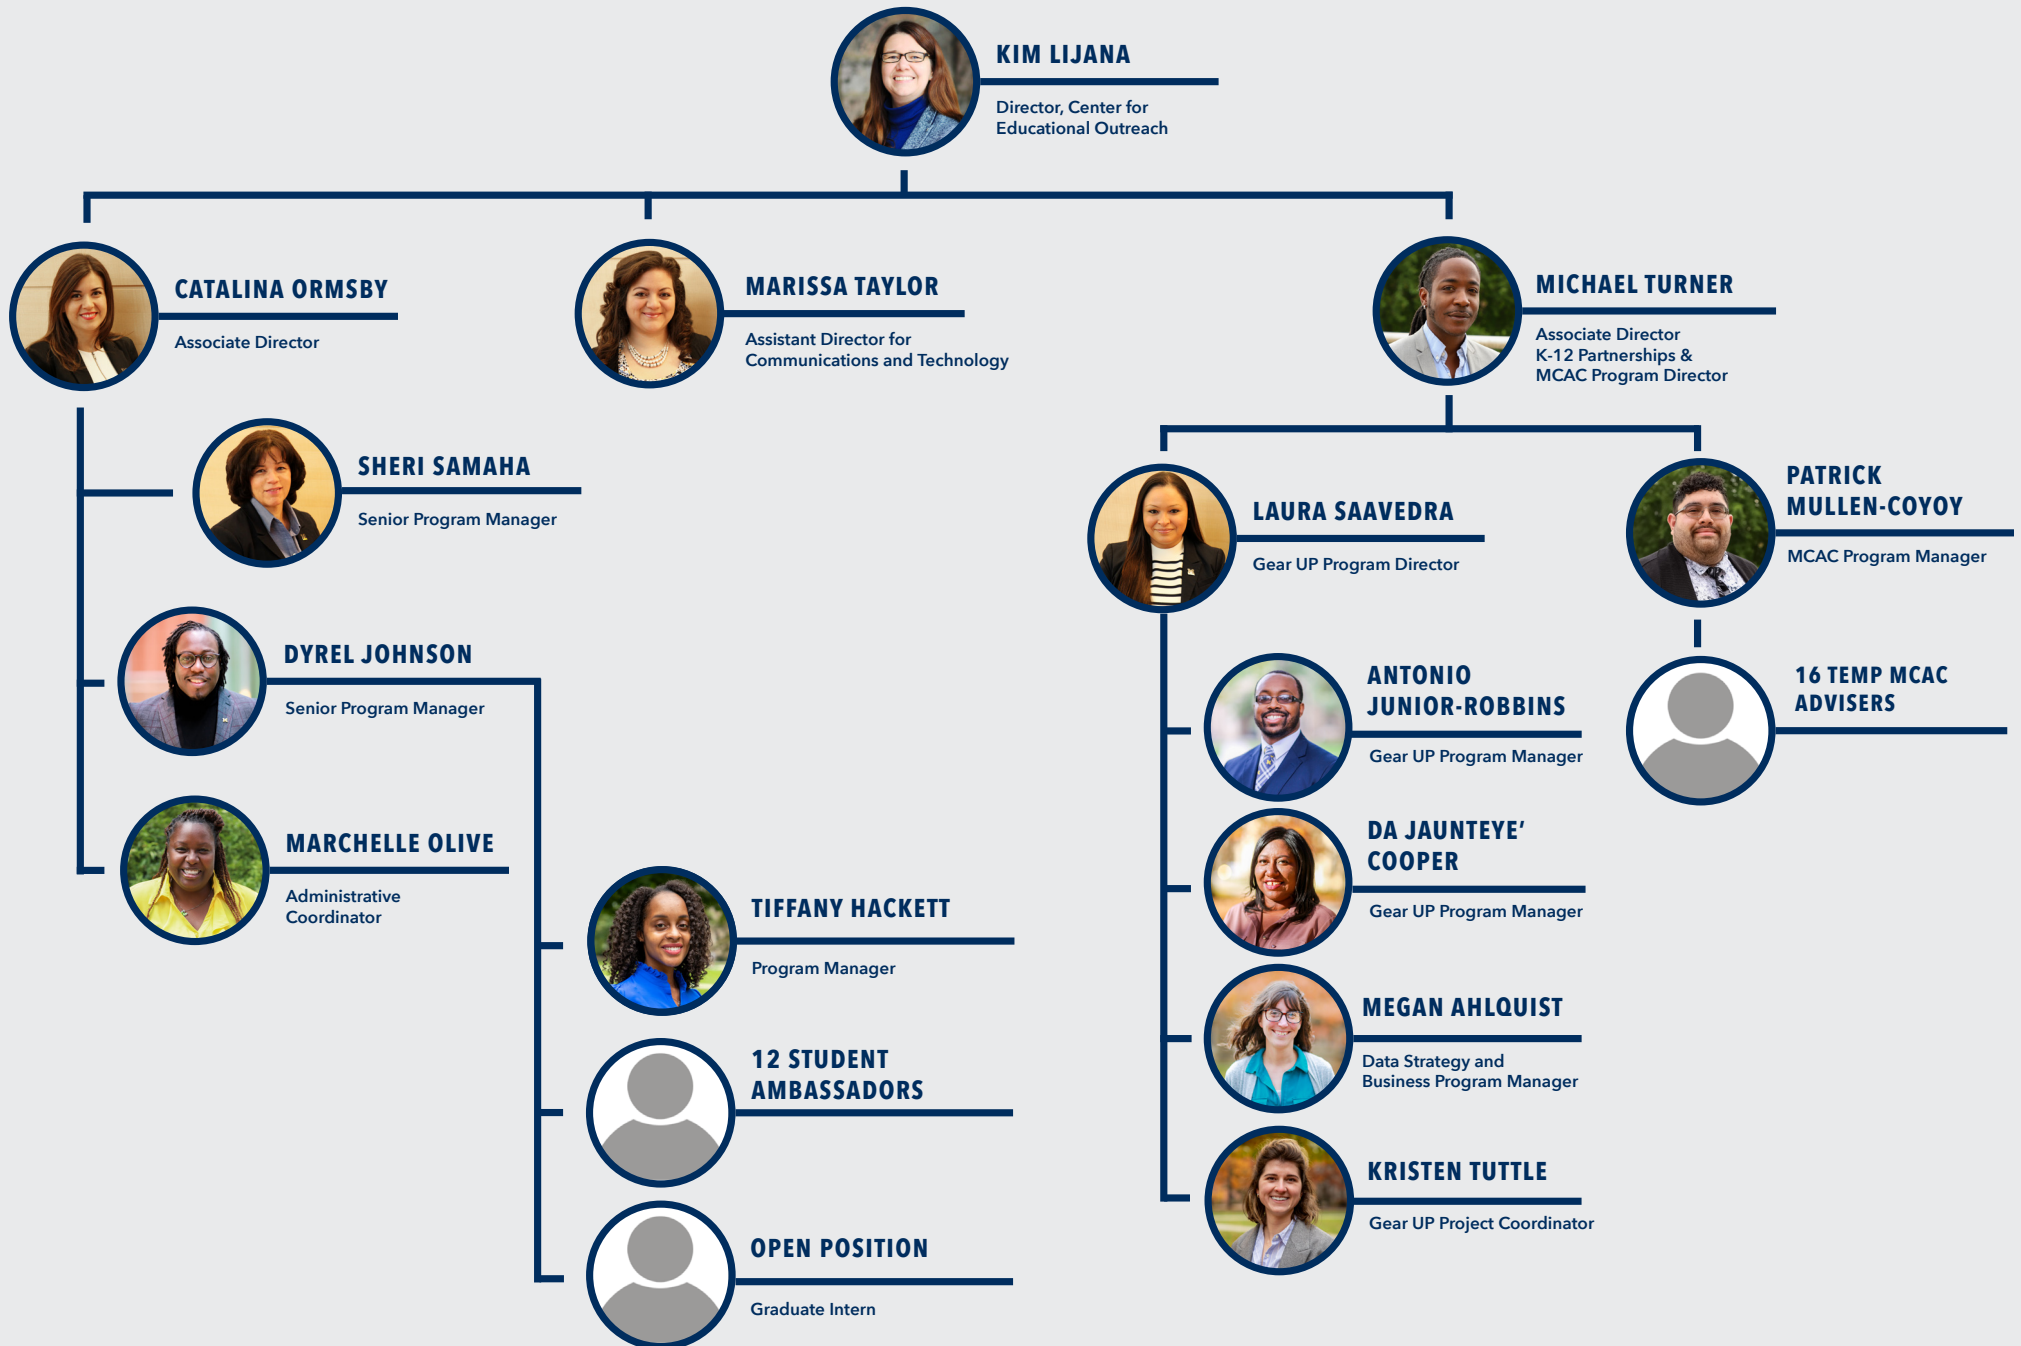 KIM LIJANA
Director, Center for
Educational Outreach
CATALINA ORMSBY
Associate Director
MARISSA TAYLOR
Assistant Director for
Communications and Technology
MICHAEL TURNER
Associate Director
K-12 Partnerships &
MCAC Program Director
SHERI SAMAHA
Senior Program Manager
DYREL JOHNSON
Senior Program Manager
MARCHELLE OLIVE
Administrative
Coordinator
TIFFANY HACKETT
Program Manager
12 STUDENT
AMBASSADORS
OPEN POSITION
Graduate Intern
LAURA SAAVEDRA
Gear UP Program Director
ANTONIO
JUNIOR-ROBBINS
Gear UP Program Manager
DA JAUNTEYE’
COOPER
Gear UP Program Manager
MEGAN AHLQUIST
Data Strategy and
Business Program Manager
KRISTEN TUTTLE
Gear UP Project Coordinator
PATRICK
MULLEN-COYOY
MCAC Program Manager
16 TEMP MCAC
ADVISERS